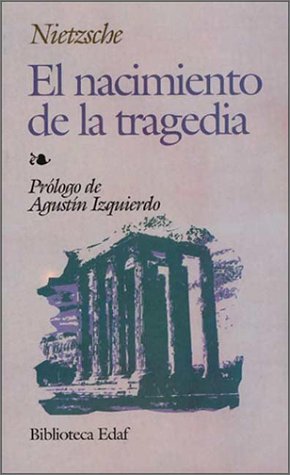 Nietzsche
El nacimiento
de la tragedia
Prólogo de
Agustín Izquierdo
Biblioteca Edaf